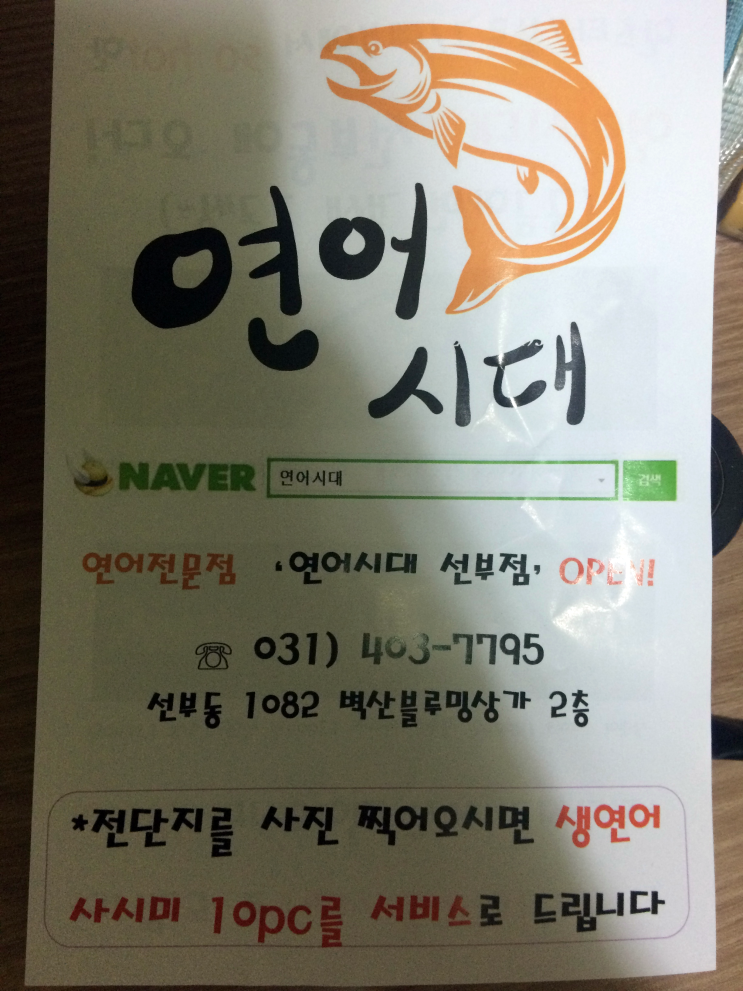 연어
시대
NAVER 연어시대 검색
연어전문점 '연어시대 선부점' OPEN!
☏ 031) 403-7795
선부동 1082 벽산블루밍상가 2층
*전단지를 사진 찍어오시면 생연어
사시미 10pc를 서비스로 드립니다